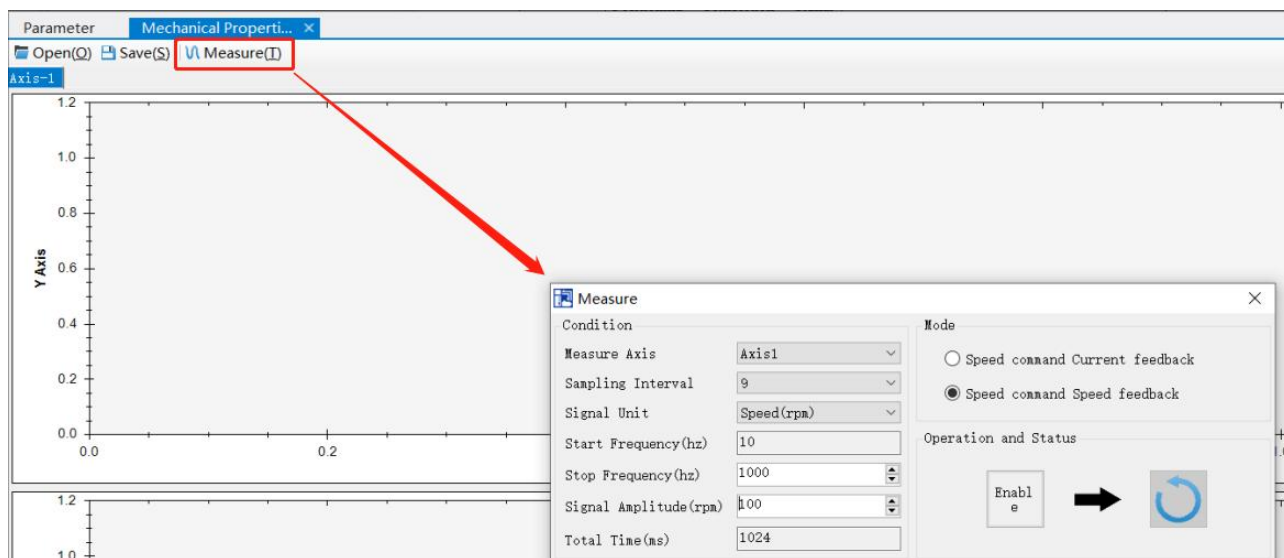 Parameter Mechanical Properti... ×
Open(O) Save(S) Measure(T)
Axis-1
1.2
1.0
0.8
0.6
0.4
0.2
0.0
Y Axis
0.0 0.2
1.2
1.0
Measure
Condition
Measure Axis Axis1
Sampling Interval 9
Signal Unit Speed(rpm)
Start Frequency(hz) 10
Stop Frequency(hz) 1000
Signal Amplitude(rpm) 100
Total Time(ms) 1024
Mode
Speed command Current feedback
Speed command Speed feedback
Operation and Status
Enabl
e